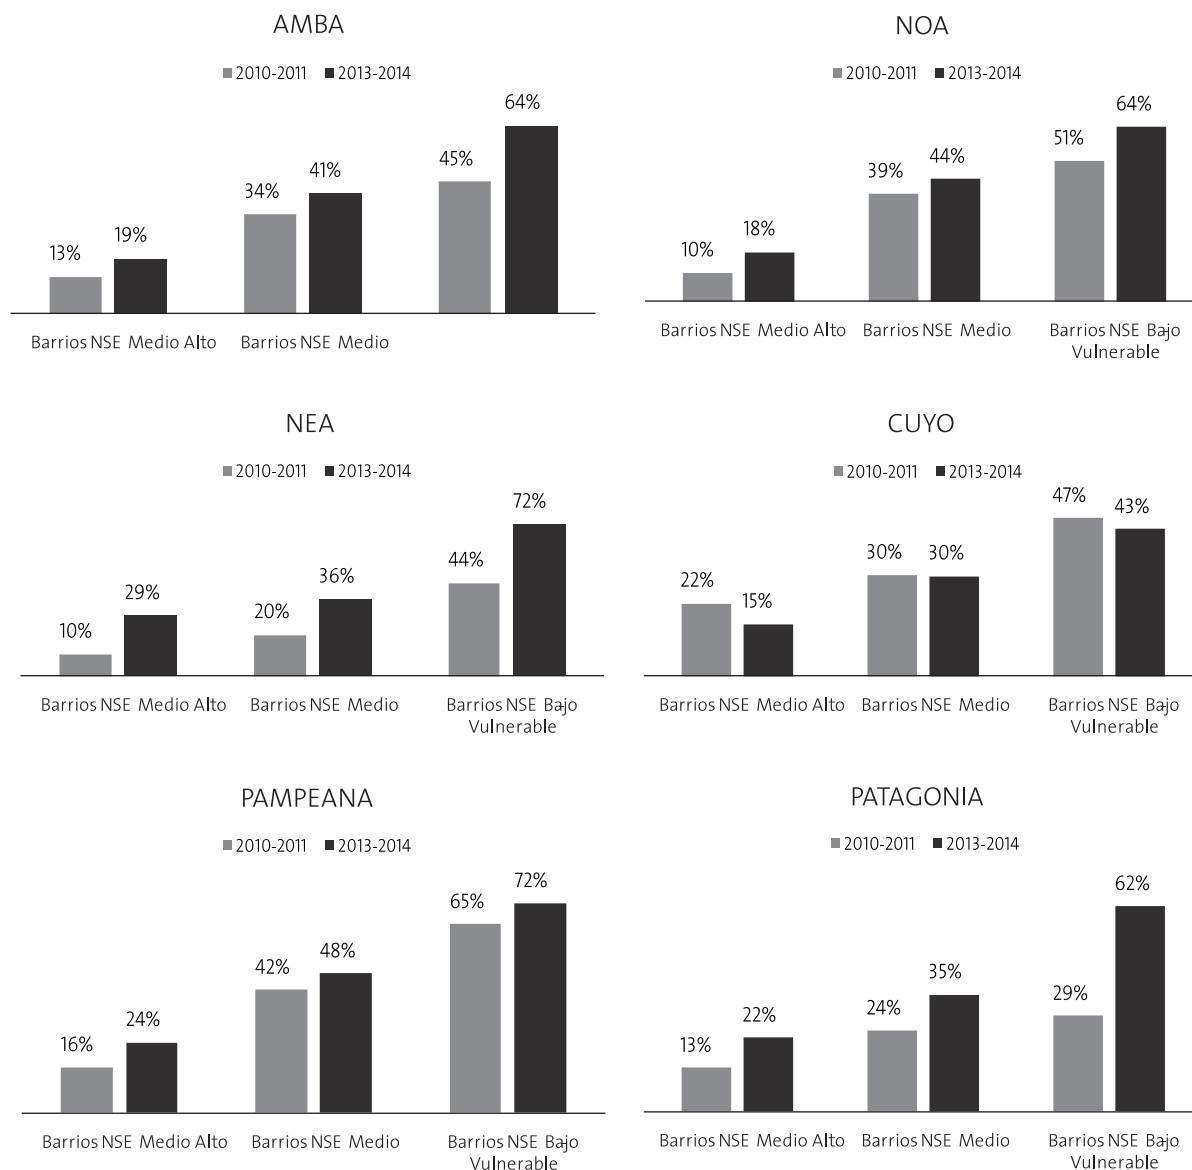 AMBA
2010-2011 2013-2014
13% 19% 34% 41% 45% 64%
Barrios NSE Medio Alto Barrios NSE Medio
NOA
2010-2011 2013-2014
10% 18% 39% 44% 51% 64%
Barrios NSE Medio Alto Barrios NSE Medio Barrios NSE Bajo
Vulnerable
NEA
2010-2011 2013-2014
10% 29% 20% 36% 44% 72%
Barrios NSE Medio Alto Barrios NSE Medio Barrios NSE Bajo
Vulnerable
CUYO
2010-2011 2013-2014
22% 15% 30% 30% 47% 43%
Barrios NSE Medio Alto Barrios NSE Medio Barrios NSE Bajo
Vulnerable
PAMPEANA
2010-2011 2013-2014
16% 24% 42% 48% 65% 72%
Barrios NSE Medio Alto Barrios NSE Medio Barrios NSE Bajo
Vulnerable
PATAGONIA
2010-2011 2013-2014
13% 22% 24% 35% 29% 62%
Barrios NSE Medio Alto Barrios NSE Medio Barrios NSE Bajo
Vulnerable